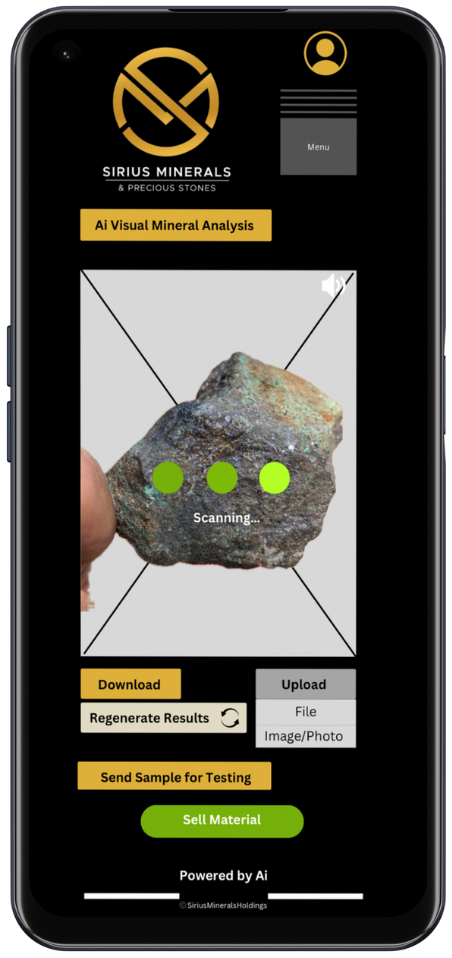 SIRIUS MINERALS
& PRECIOUS STONES
Menu
Ai Visual Mineral Analysis
Scanning...
Download
Upload
Regenerate Results
File
Image/Photo
Send Sample for Testing
Sell Material
Powered by Ai
©SiriusMineralsHoldings